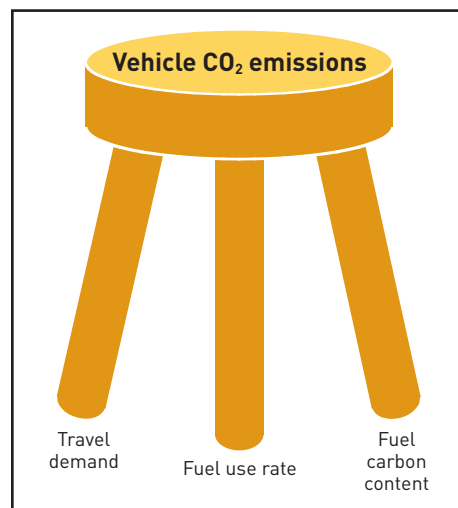 Vehicle CO₂ emissions
Travel
demand
Fuel use rate
Fuel
carbon
content